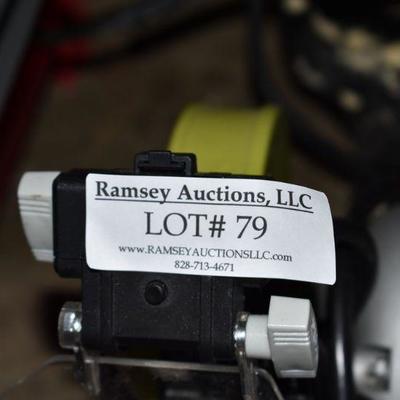 Ramsey Auctions, LLC
LOT# 79
www.RAMSEYAUCTIONSLLC.com
828-713-4671